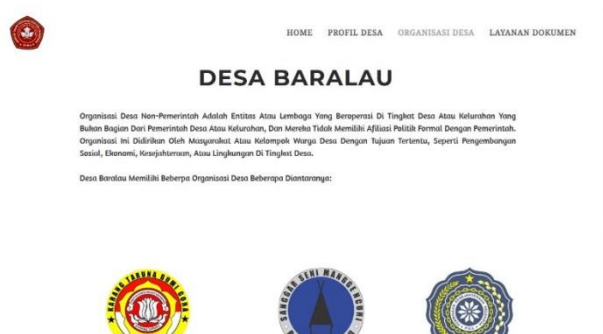 HOME PROFIL DESA ORGANISASI DESA LAYANAN DOKUMEN
DESA BARALAU
Organisasi Desa Non-Pemerintah Adalah Entitas Atau Lembaga Yang Beroperasi Di Tingkat Desa Atau Kelurahan Yang
Bukan Bagian Dari Pemerintah Desa Atau Kelurahan, Dan Mereka Tidak Memiliki Afiliasi Politik Formal Dengan Pemerintah.
Organisasi Ini Didirikan Oleh Masyarakat Atau Kelompok Warga Desa Dengan Tujuan Tertentu, Seperti Pengembangan
Sosial, Ekonomi, Kesejahteraan, Atau Lingkungan Di Tingkat Desa.
Desa Baralau Memiliki Beberpa Organisasi Desa Beberapa Diantaranya:
KARANG TARUNA BUMI
SANGGAR SENI MANGGENCUHI